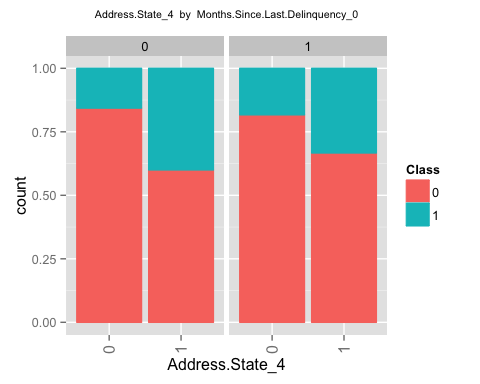 Address.State_4 by Months.Since.Last.Delinquency_0
0 1
1.00
0.75
0.50
0.25
0.00
count
0 1 0 1
Address.State_4
Class
0
1